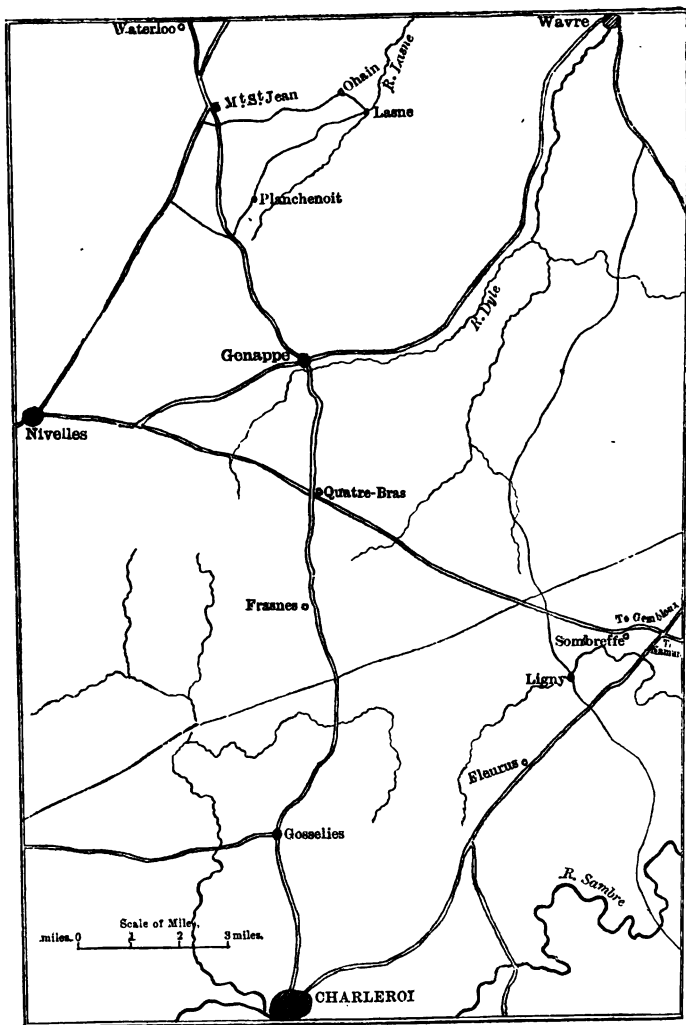 Waterloo
Wavre
R. Lasne
Ohain
Mt. St Jean
Lasne
Planchenoit
R. Dyle
Genappe
Nivelles
Quatre-Bras
Frasnes
To Gembloux
Sombreffe
T. Namur
Ligny
Fleurus
Gosselies
R. Sambre
Scale of Miles.
miles. 0 1 2 3 miles.
CHARLEROI